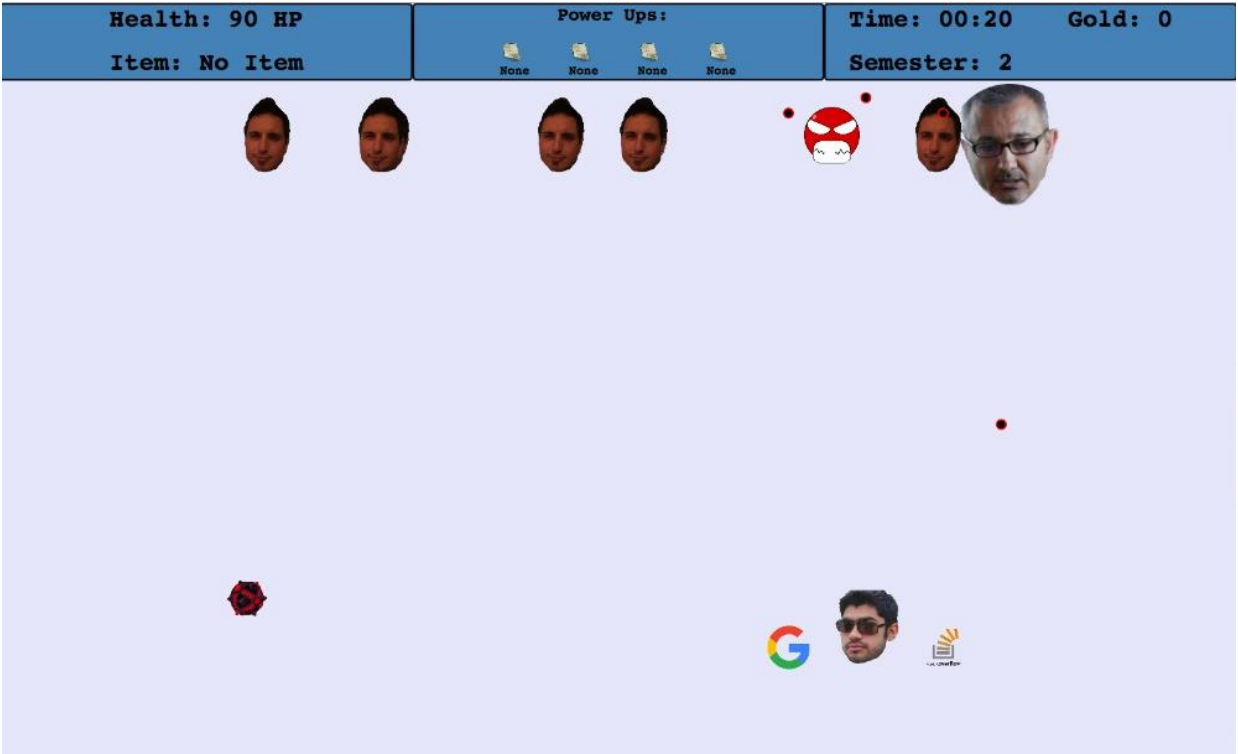 Health: 90 HP
Item: No Item
Power Ups:
None None None None
Time: 00:20 Gold: 0
Semester: 2